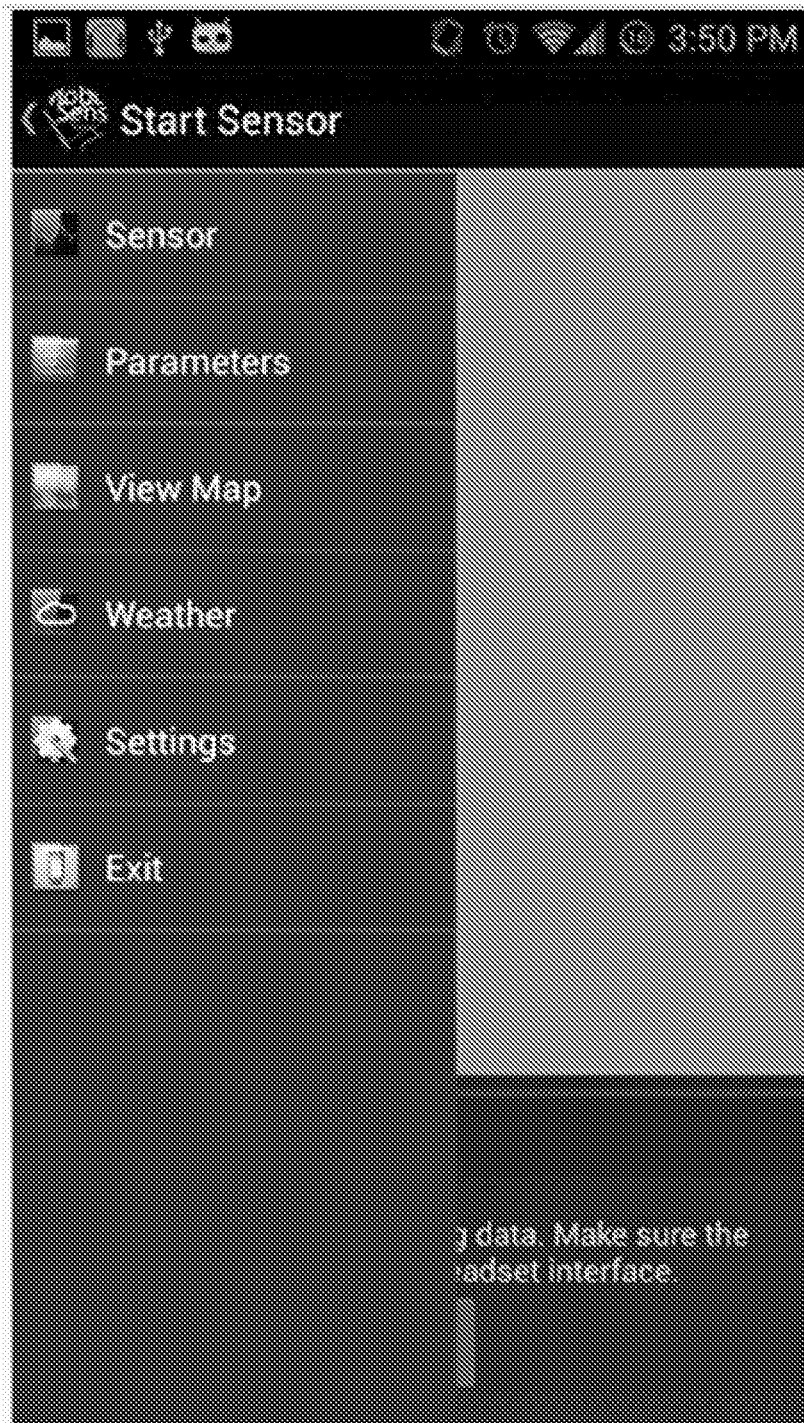 3:50 PM
Start Sensor
Sensor
Parameters
View Map
Weather
Settings
Exit
data. Make sure the
adset interface.